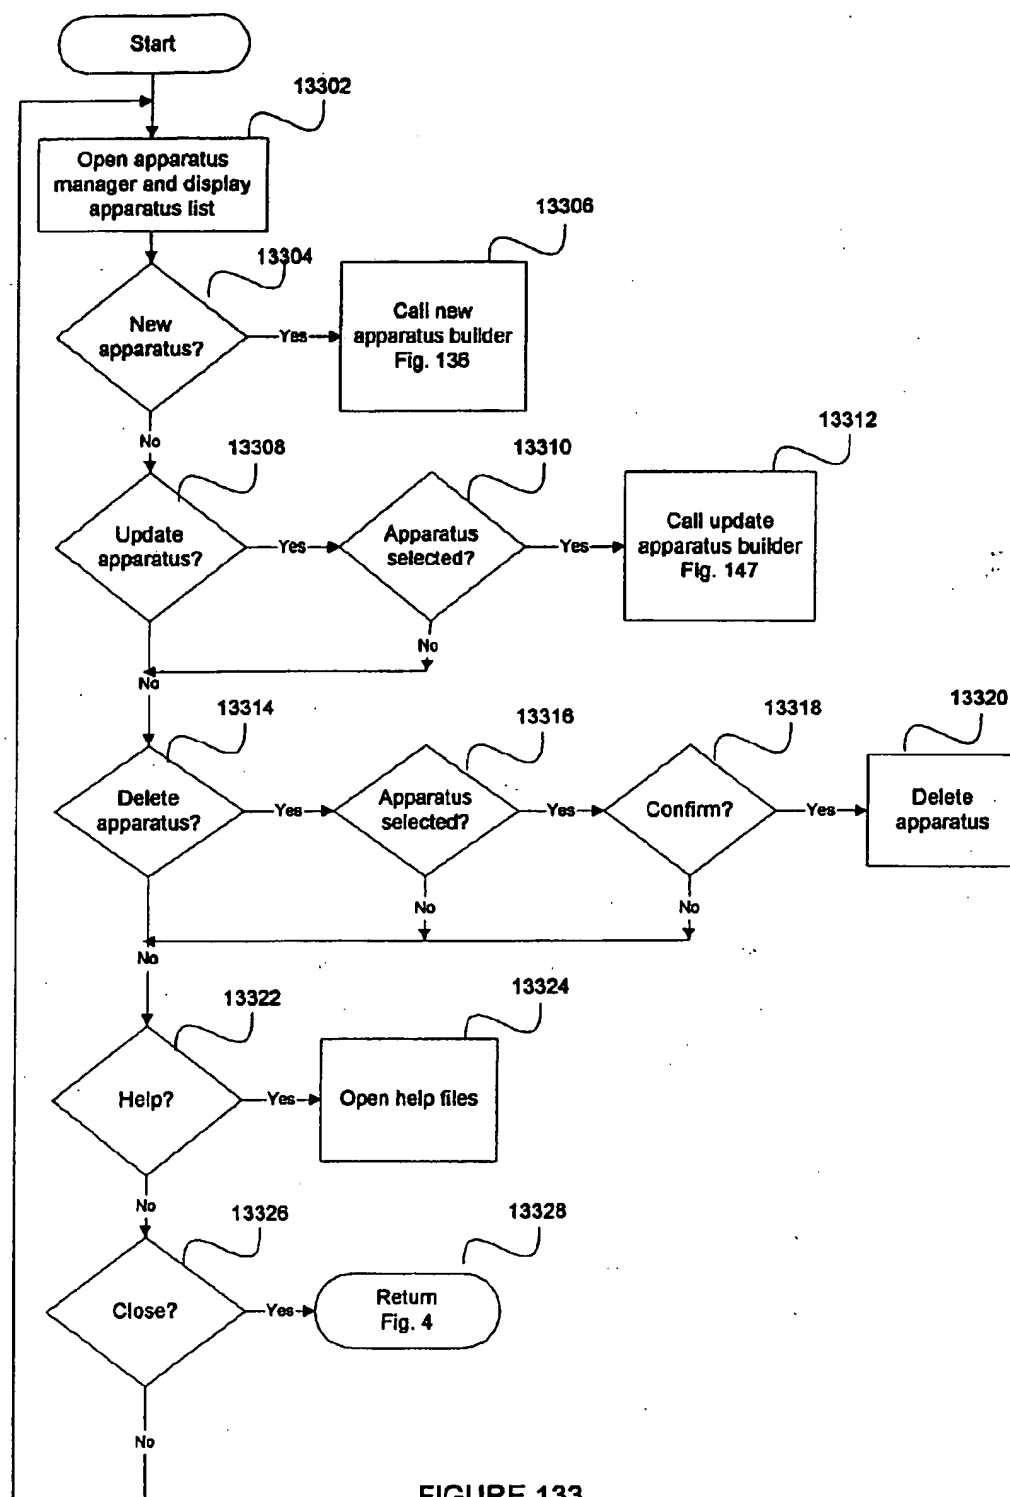 Start
13302
Open apparatus
manager and display
apparatus list
13304
New
apparatus?
Yes
13306
Call new
apparatus builder
Fig. 136
No
13308
Update
apparatus?
Yes
13310
Apparatus
selected?
Yes
13312
Call update
apparatus builder
Fig. 147
No
No
13314
Delete
apparatus?
Yes
13316
Apparatus
selected?
Yes
13318
Confirm?
Yes
13320
Delete
apparatus
No
No
No
13322
Help?
Yes
13324
Open help files
No
13326
Close?
Yes
13328
Return
Fig. 4
No
FIGURE 133